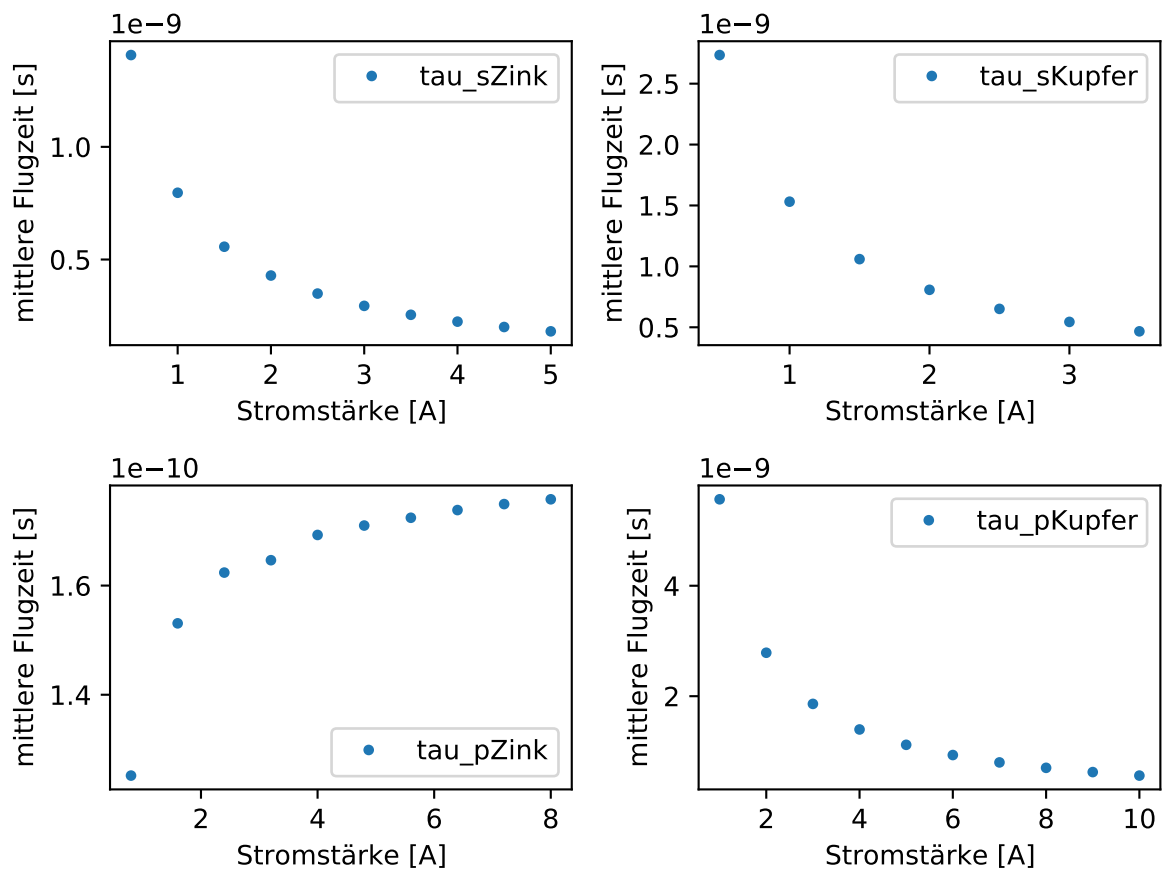 1e−9
tau_sZink
mittlere Flugzeit [s]
1.0
0.5
1 2 3 4 5
Stromstärke [A]
1e−9
tau_sKupfer
mittlere Flugzeit [s]
2.5
2.0
1.5
1.0
0.5
1 2 3
Stromstärke [A]
1e−10
mittlere Flugzeit [s]
1.6
1.4
tau_pZink
2 4 6 8
Stromstärke [A]
1e−9
tau_pKupfer
mittlere Flugzeit [s]
4
2
2 4 6 8 10
Stromstärke [A]